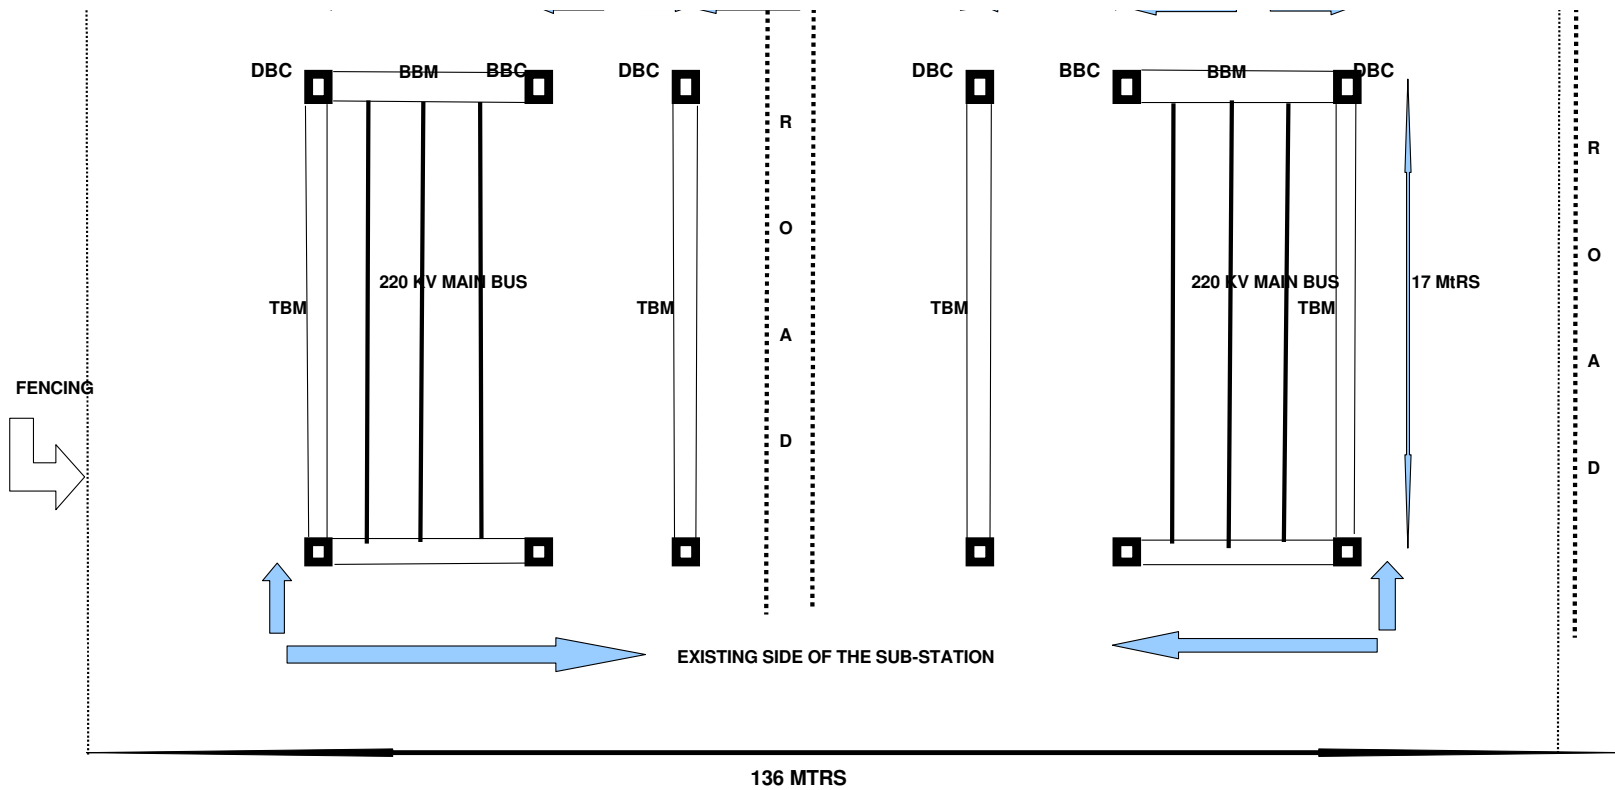 DBC BBM BBC DBC DBC BBC BBM DBC
R
R
O
O
220 KV MAIN BUS 220 KV MAIN BUS 17 MtRS
TBM TBM TBM TBM
A
A
FENCING
D
D
EXISTING SIDE OF THE SUB-STATION
136 MTRS